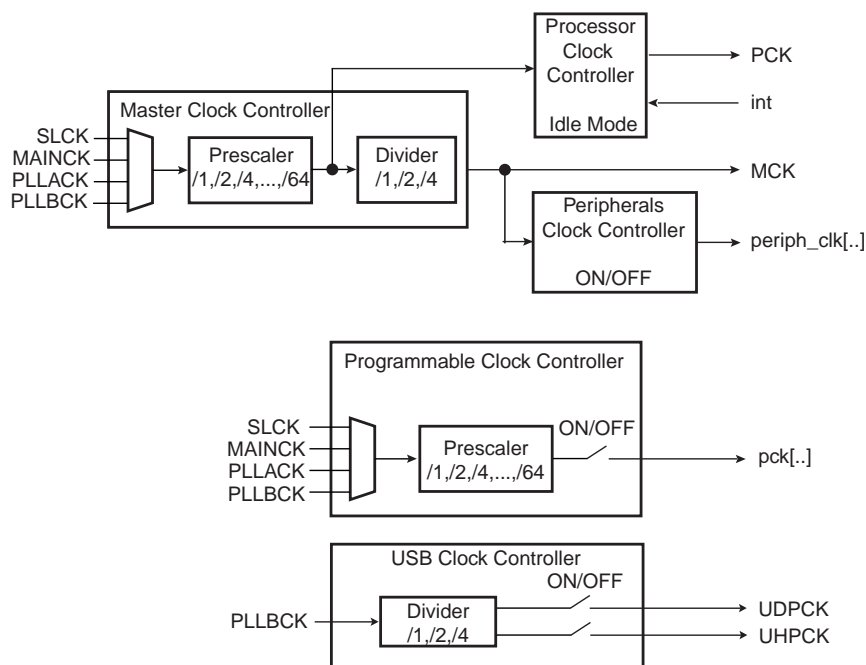 Processor
Clock
Controller
Idle Mode
PCK
int
Master Clock Controller
SLCK
MAINCK
PLLACK
PLLBCK
Prescaler
/1,/2,/4,...,/64
Divider
/1,/2,/4
MCK
Peripherals
Clock Controller
ON/OFF
periph_clk[..]
Programmable Clock Controller
SLCK
MAINCK
PLLACK
PLLBCK
Prescaler
/1,/2,/4,...,/64
ON/OFF
pck[..]
USB Clock Controller
ON/OFF
PLLBCK
Divider
/1,/2,/4
UDPCK
UHPCK